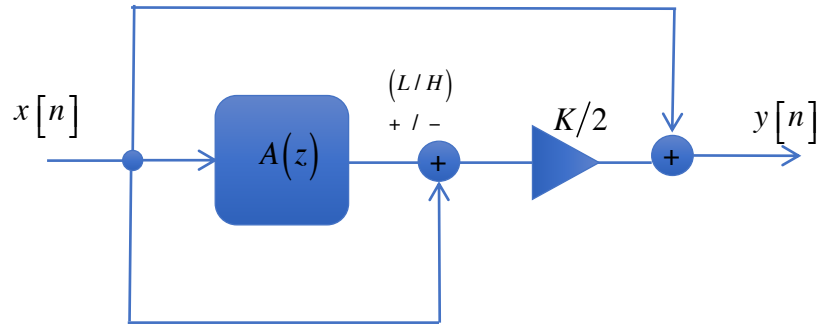 (L/H)
x[n]
+ / −
K/2
y[n]
A(z)
+
+